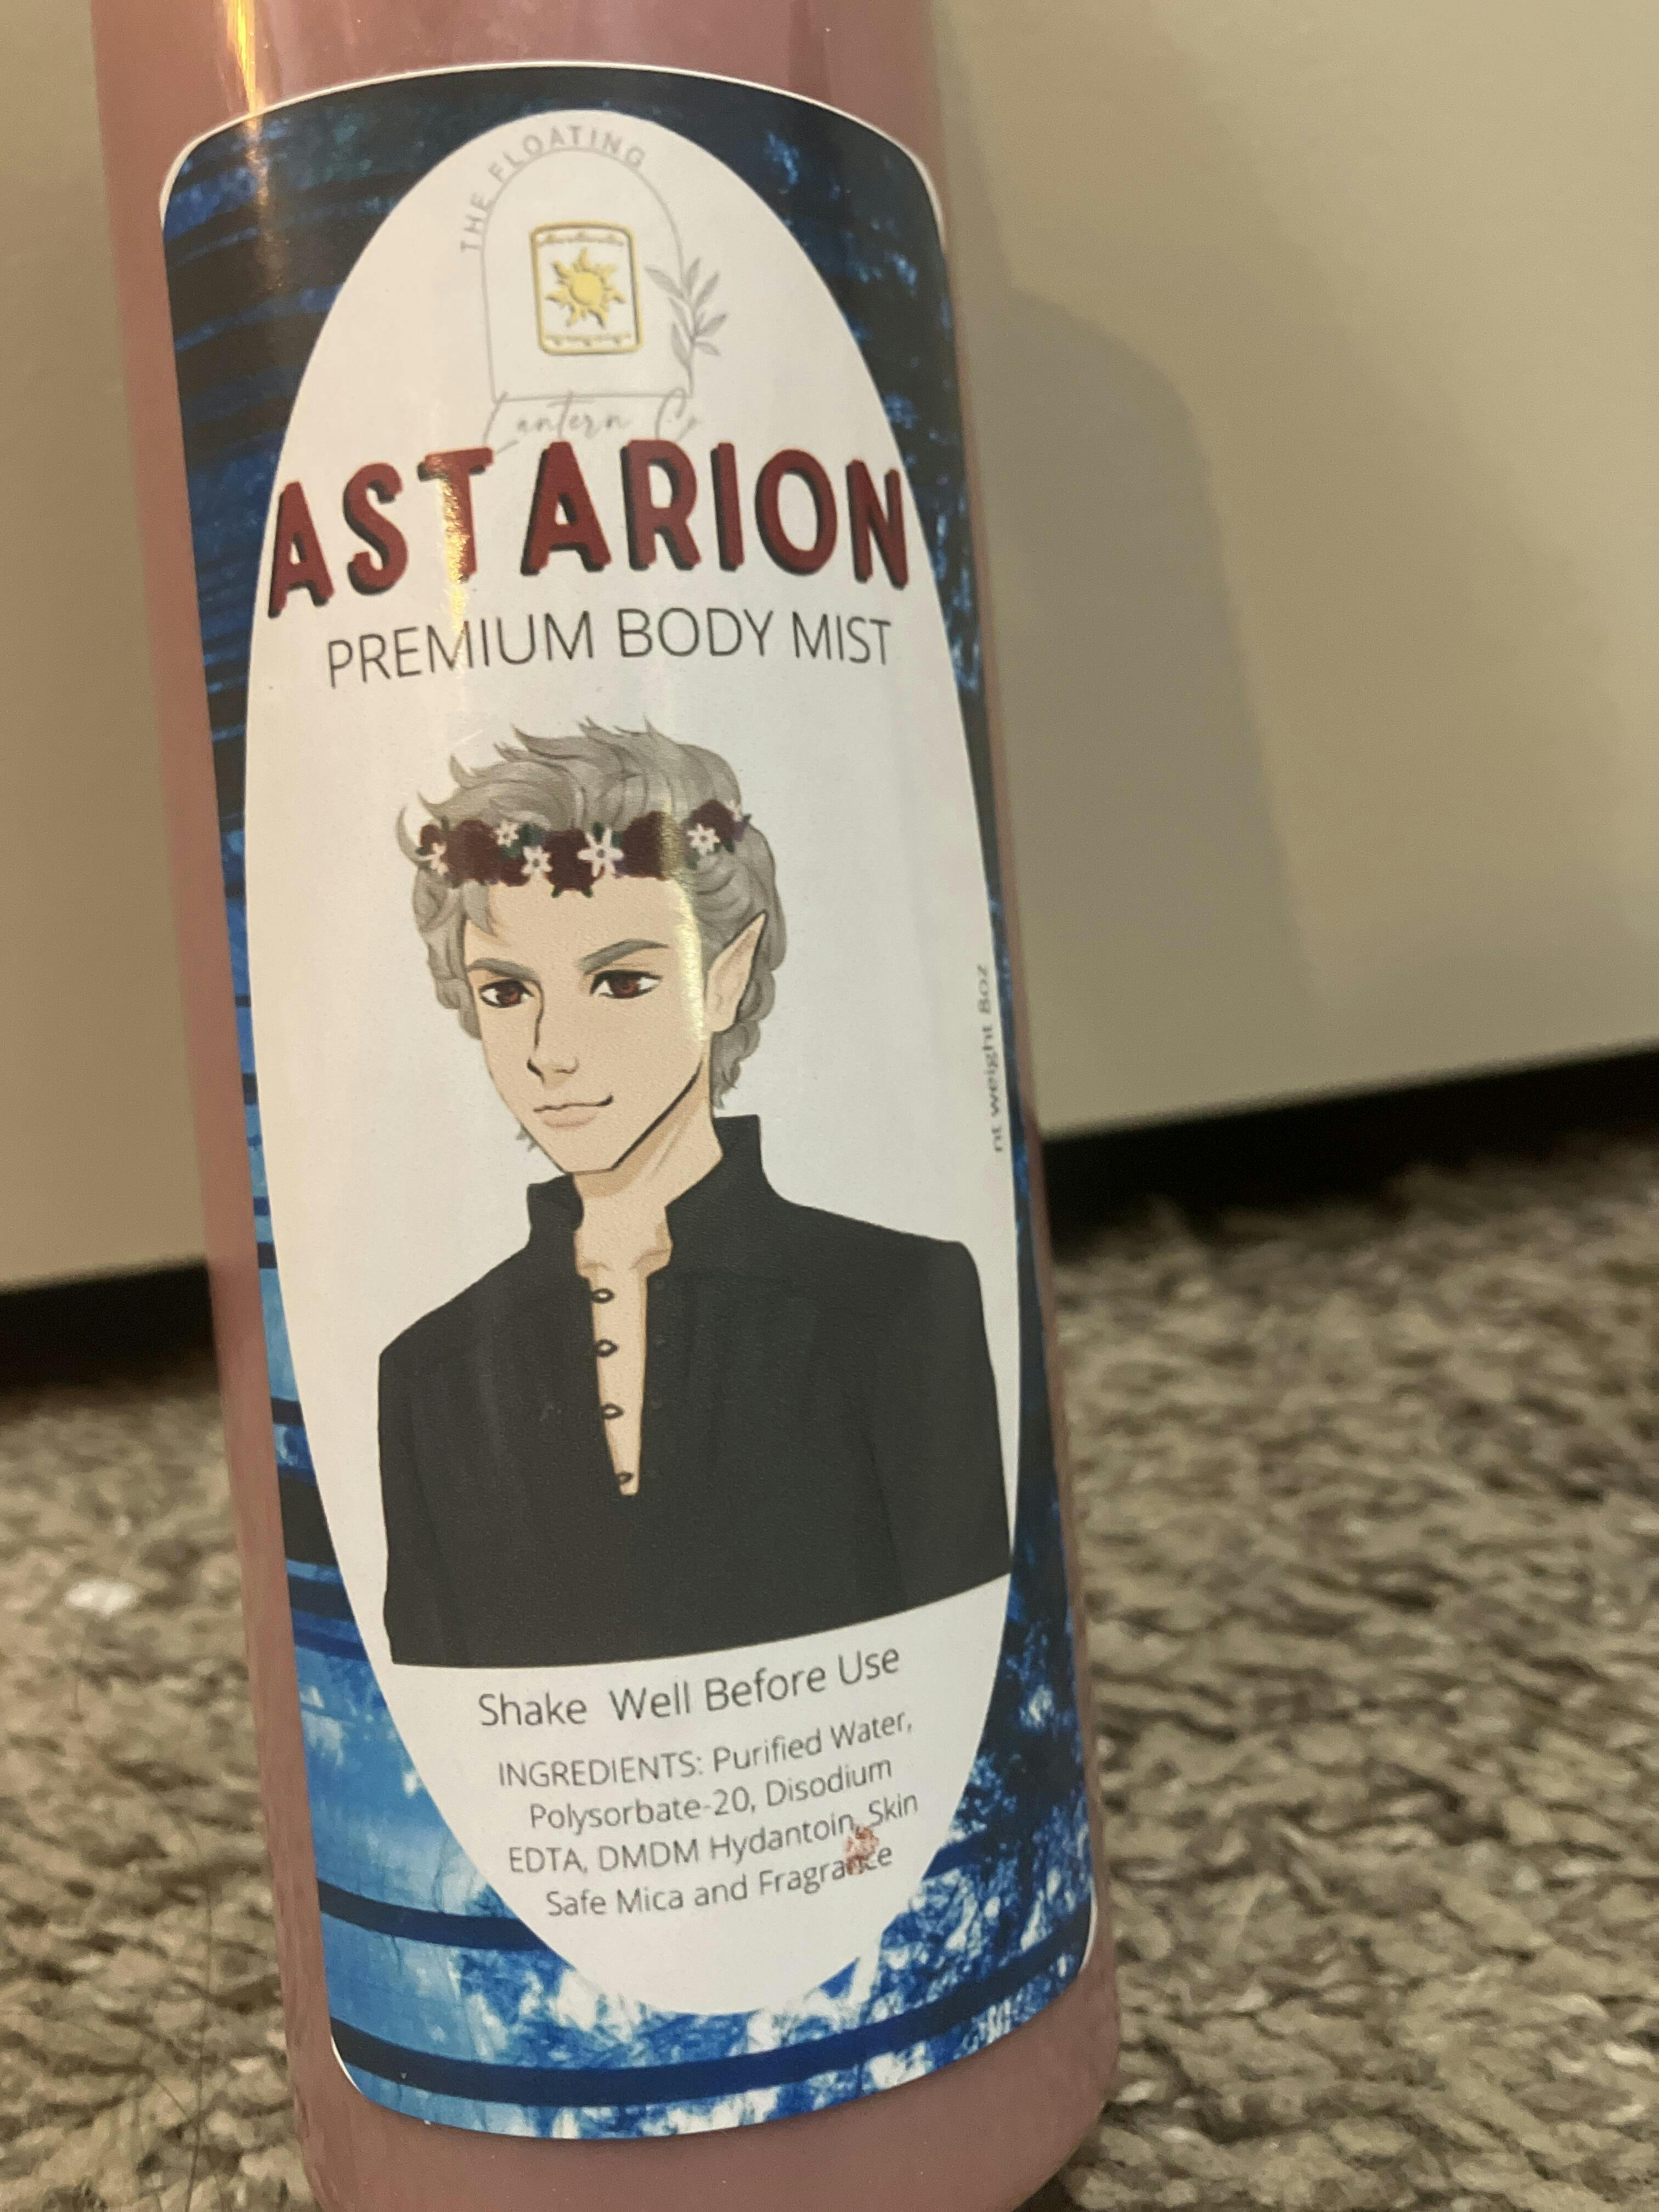 THE FLOATING
Lantern Co
ASTARION
PREMIUM BODY MIST
nt weight 8oz
Shake Well Before Use
INGREDIENTS: Purified Water,
Polysorbate-20, Disodium
EDTA, DMDM Hydantoin, Skin
Safe Mica and Fragrance